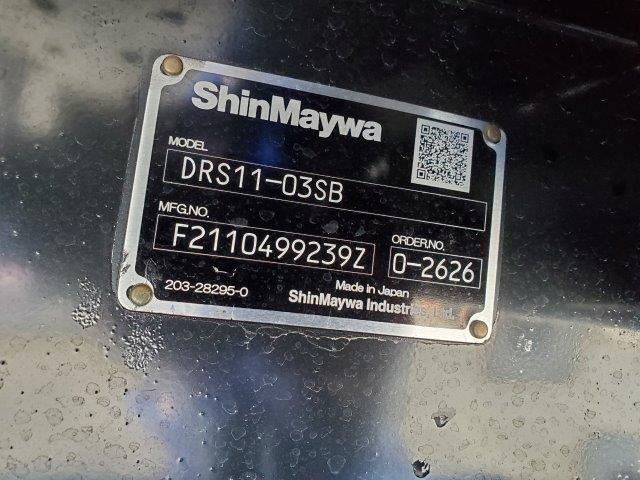 ShinMaywa
MODEL
DRS11-03SB
MFG.NO.
F2110499239Z
ORDER.NO.
0-2626
203-28295-0
Made in Japan
ShinMaywa Industries, Ltd.